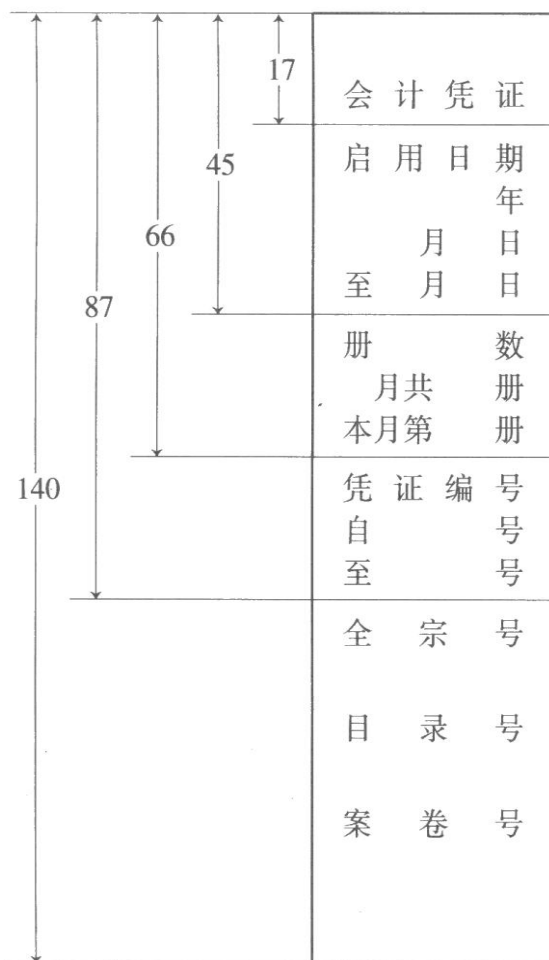 17
会计凭证
45
启用日期
年
66
月 日
至 月 日
87
册 数
月共 册
本月第 册
140
凭证编号
自 号
至 号
全宗号
目录号
案卷号